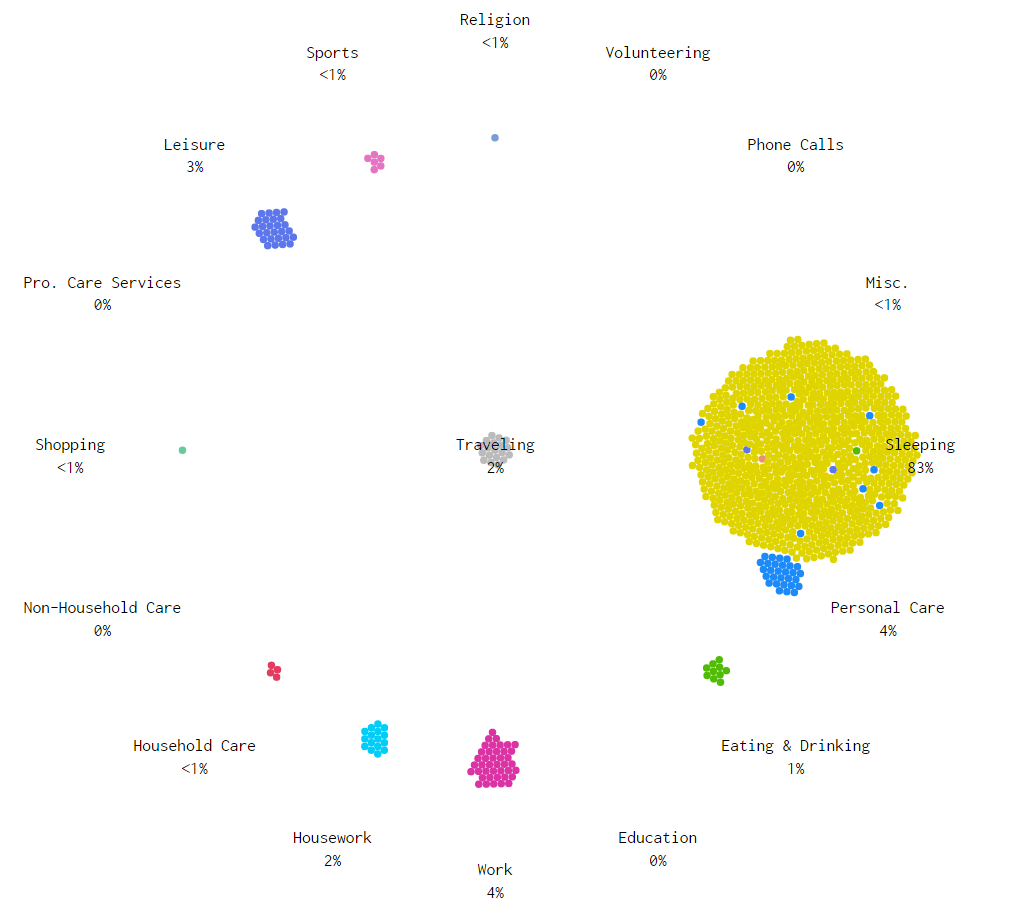 Religion
<1%
Sports
<1%
Volunteering
0%
Leisure
3%
Phone Calls
0%
Pro. Care Services
0%
Misc.
<1%
Shopping
<1%
Traveling
2%
Sleeping
83%
Non-Household Care
0%
Personal Care
4%
Household Care
<1%
Eating & Drinking
1%
Housework
2%
Education
0%
Work
4%